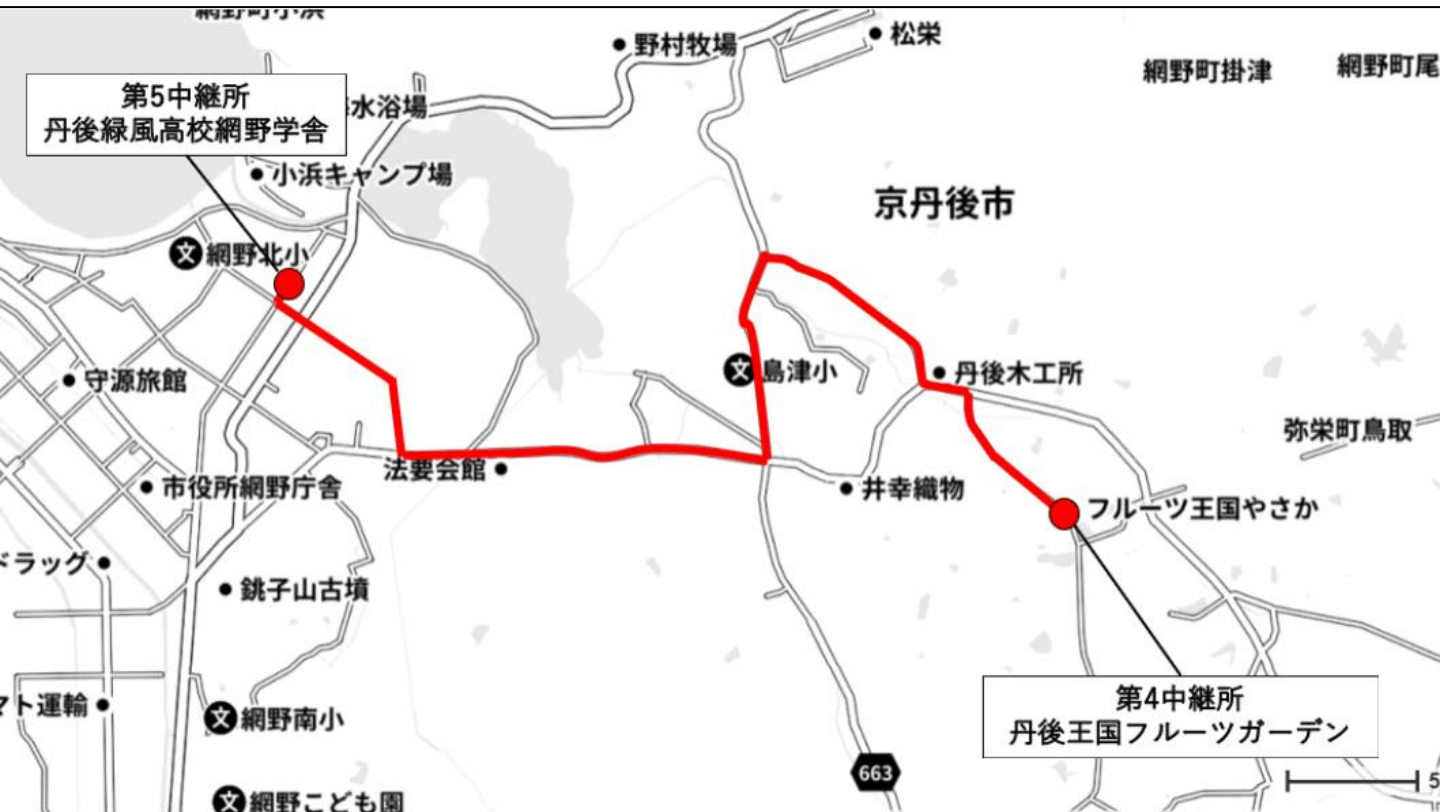 野村牧場
松栄
網野町掛津
網野町尾
第5中継所
丹後緑風高校網野学舎
水浴場
小浜キャンプ場
京丹後市
文
網野北小
文
島津小
丹後木工所
守源旅館
弥栄町鳥取
法要会館
市役所網野庁舎
井幸織物
フルーツ王国やさか
ドラッグ
銚子山古墳
第4中継所
丹後王国フルーツガーデン
マト運輸
文
網野南小
663
5
文
網野こども園